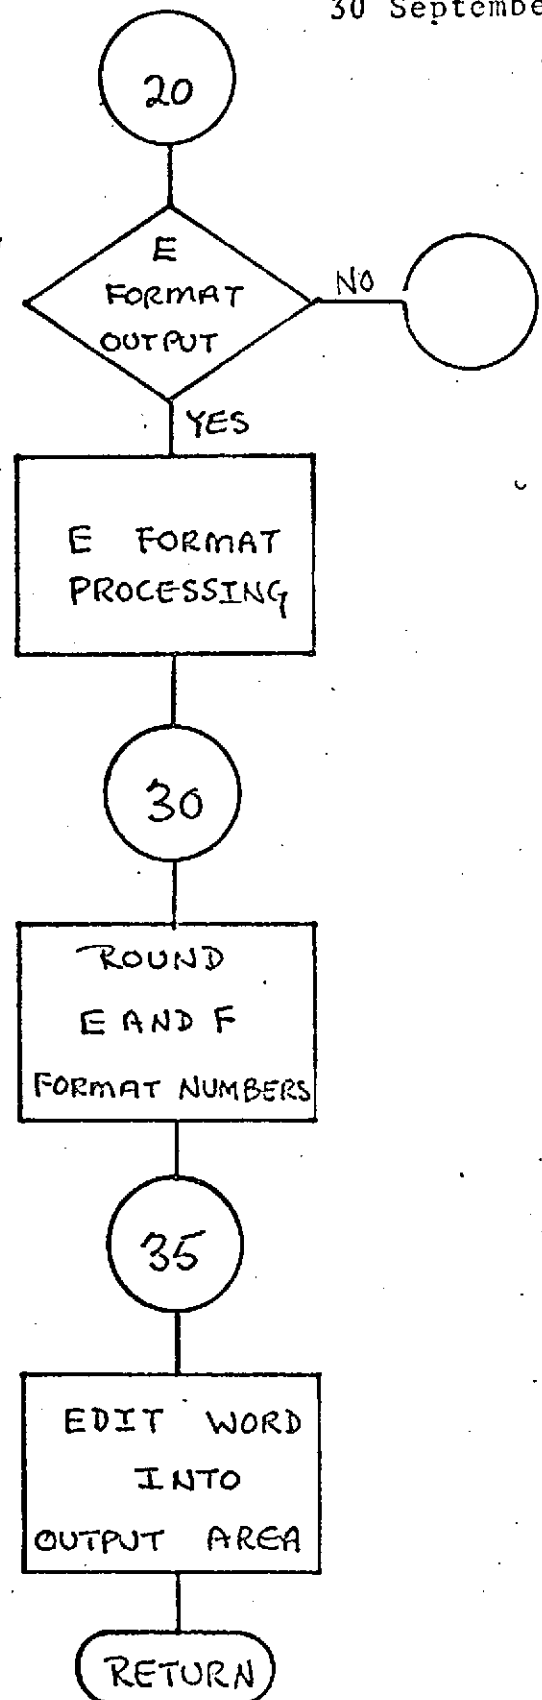 30 Septembe
20
E
FORMAT
OUTPUT
NO
YES
E FORMAT
PROCESSING
30
ROUND
E AND F
FORMAT NUMBERS
35
EDIT WORD
INTO
OUTPUT AREA
RETURN